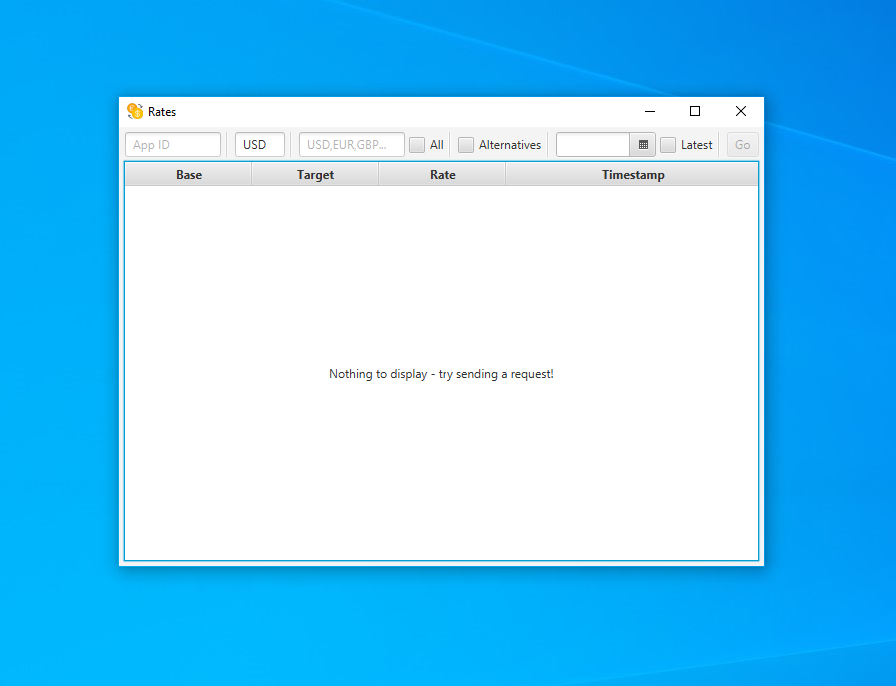 Rates
App ID USD USD,EUR,GBP... All Alternatives Latest Go
Base Target Rate Timestamp
Nothing to display - try sending a request!